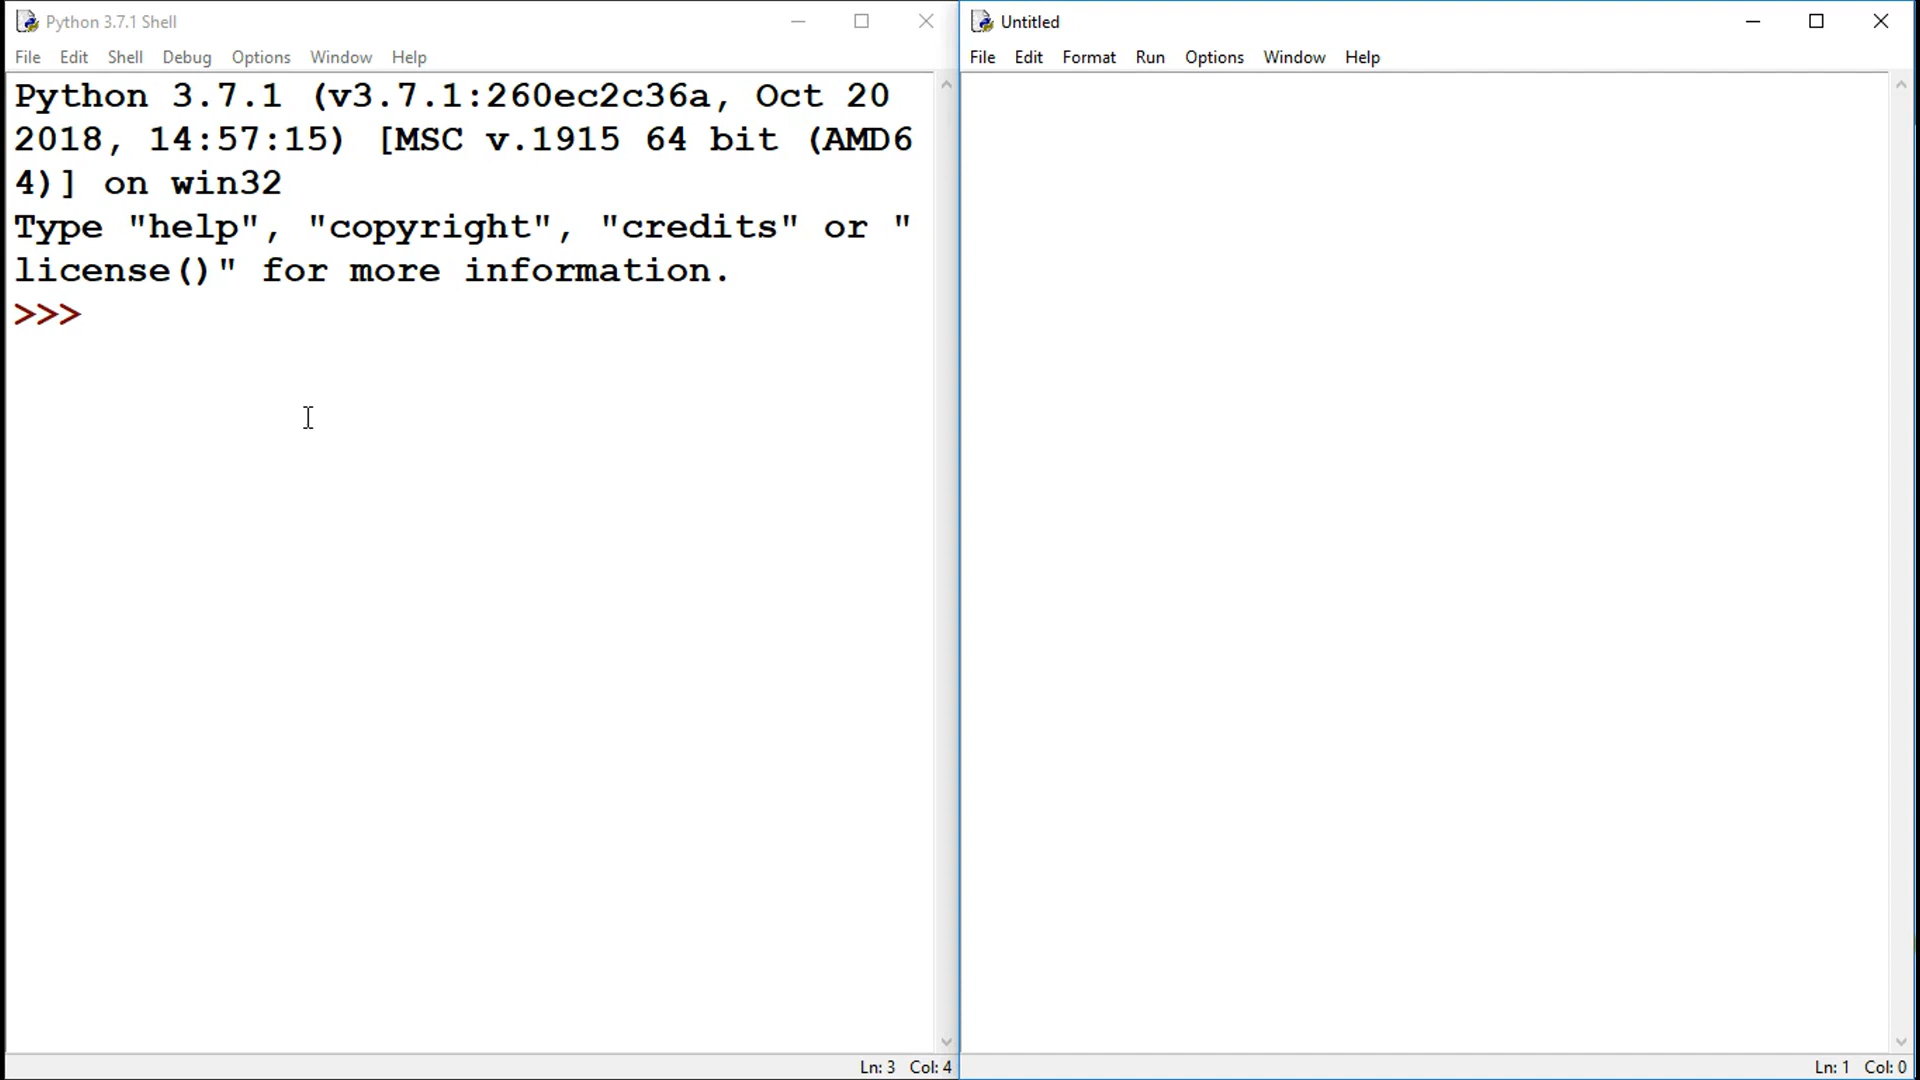 Python 3.7.1 Shell
File Edit Shell Debug Options Window Help
Python 3.7.1 (v3.7.1:260ec2c36a, Oct 20
2018, 14:57:15) [MSC v.1915 64 bit (AMD6
4)] on win32
Type "help", "copyright", "credits" or "
license()" for more information.
>>>
Ln: 3 Col: 4
Untitled
File Edit Format Run Options Window Help
Ln: 1 Col: 0